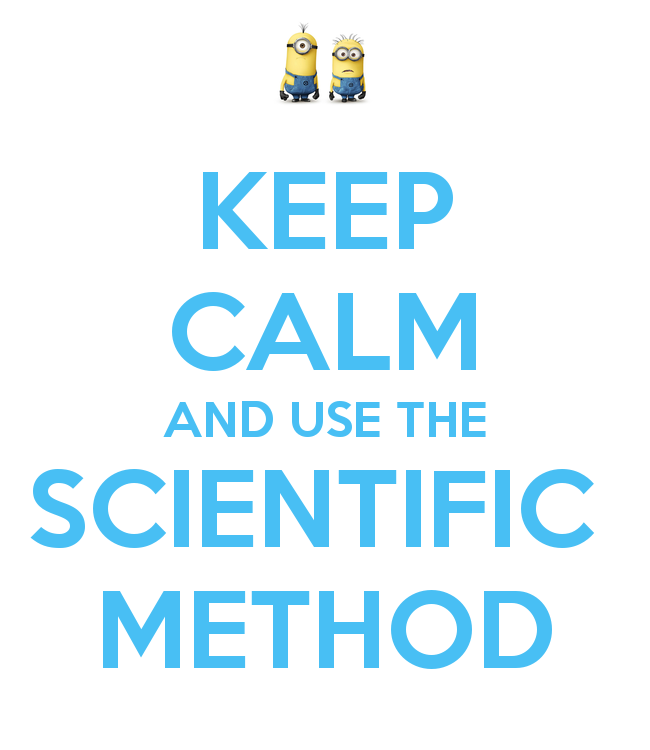 KEEP
CALM
AND USE THE
SCIENTIFIC
METHOD